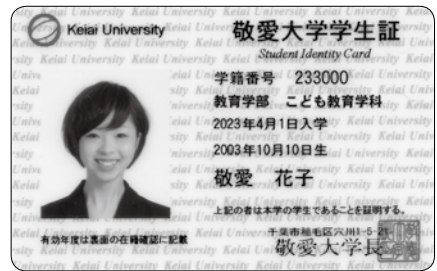 Keiai University
敬愛大学学生証
Student Identity Card
学籍番号 233000
教育学部 こども教育学科
2023年4月1日入学
2003年10月10日生
敬愛 花子
上記の者は本学の学生であることを証明する。
有効年度は裏面の在籍確認に記載
千葉市稲毛区穴川1-5-21
敬愛大学長